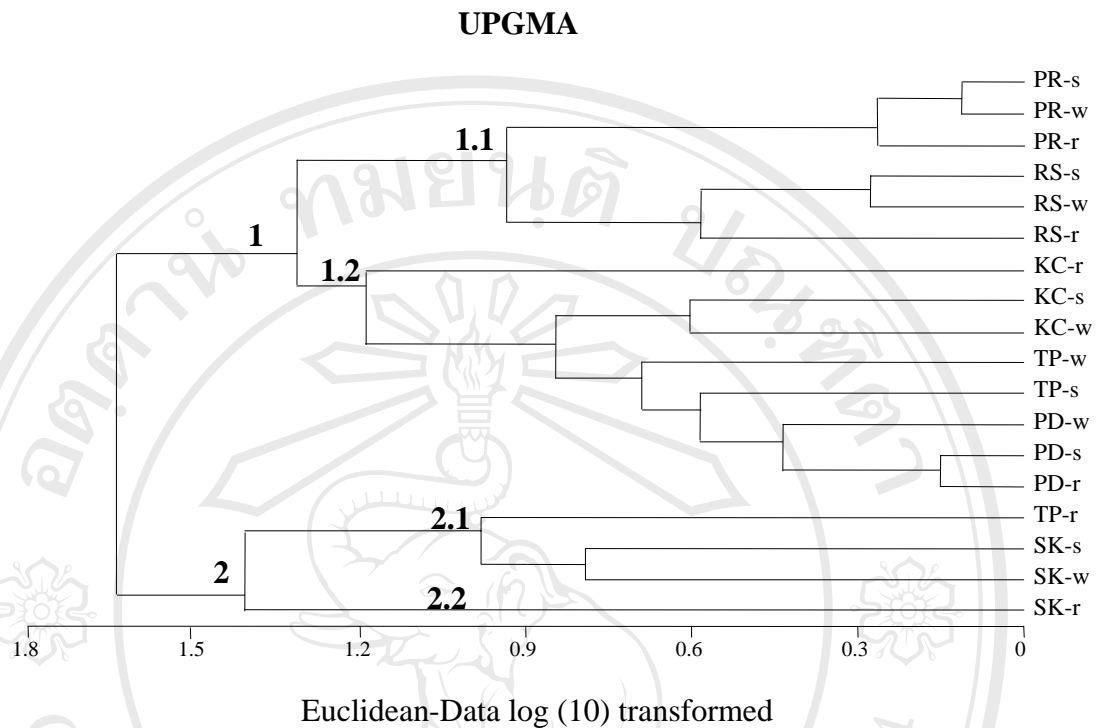 UPGMA
PR-s
PR-w
1.1
PR-r
RS-s
RS-w
1
RS-r
1.2
KC-r
KC-s
KC-w
TP-w
TP-s
PD-w
PD-s
PD-r
2.1
TP-r
SK-s
2
SK-w
2.2
SK-r
1.8 1.5 1.2 0.9 0.6 0.3 0
Euclidean-Data log (10) transformed